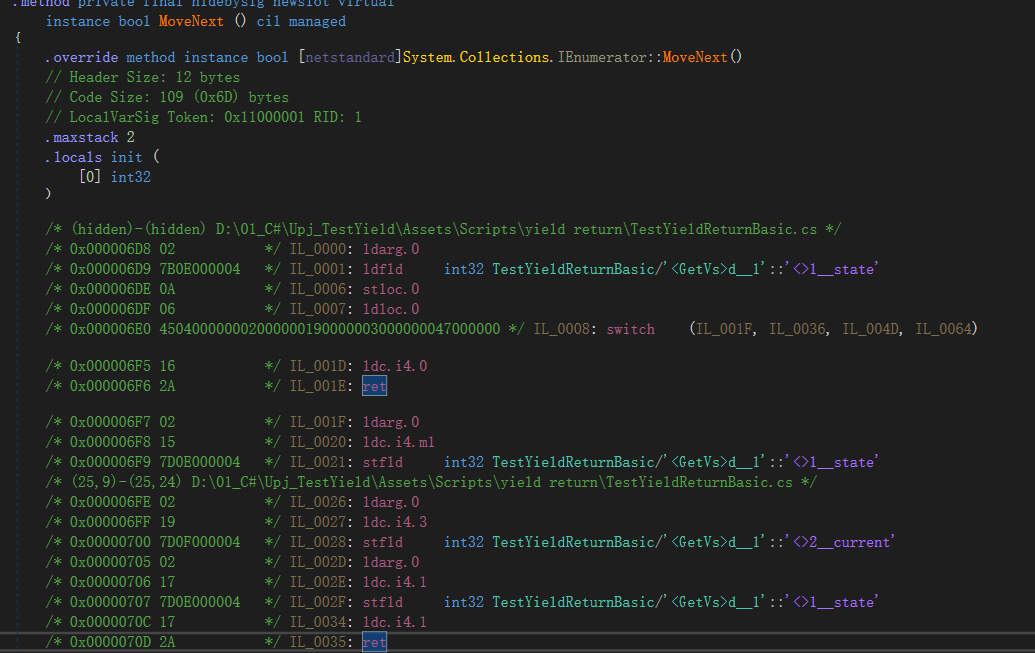 .method private final hidebysig newslot virtual
instance bool MoveNext () cil managed
{
.override method instance bool [netstandard]System.Collections.IEnumerator::MoveNext()
// Header Size: 12 bytes
// Code Size: 109 (0x6D) bytes
// LocalVarSig Token: 0x11000001 RID: 1
.maxstack 2
.locals init (
[0] int32
)
/* (hidden)-(hidden) D:\01_C#\Upj_TestYield\Assets\Scripts\yield return\TestYieldReturnBasic.cs */
/* 0x000006D8 02 */ IL_0000: ldarg.0
/* 0x000006D9 7B0E000004 */ IL_0001: ldfld int32 TestYieldReturnBasic/'<GetVs>d__1'::'<>1__state'
/* 0x000006DE 0A */ IL_0006: stloc.0
/* 0x000006DF 06 */ IL_0007: ldloc.0
/* 0x000006E0 450400000002000000190000003000000047000000 */ IL_0008: switch (IL_001F, IL_0036, IL_004D, IL_0064)
/* 0x000006F5 16 */ IL_001D: ldc.i4.0
/* 0x000006F6 2A */ IL_001E: ret
/* 0x000006F7 02 */ IL_001F: ldarg.0
/* 0x000006F8 15 */ IL_0020: ldc.i4.m1
/* 0x000006F9 7D0E000004 */ IL_0021: stfld int32 TestYieldReturnBasic/'<GetVs>d__1'::'<>1__state'
/* (25,9)-(25,24) D:\01_C#\Upj_TestYield\Assets\Scripts\yield return\TestYieldReturnBasic.cs */
/* 0x000006FE 02 */ IL_0026: ldarg.0
/* 0x000006FF 19 */ IL_0027: ldc.i4.3
/* 0x00000700 7D0F000004 */ IL_0028: stfld int32 TestYieldReturnBasic/'<GetVs>d__1'::'<>2__current'
/* 0x00000705 02 */ IL_002D: ldarg.0
/* 0x00000706 17 */ IL_002E: ldc.i4.1
/* 0x00000707 7D0E000004 */ IL_002F: stfld int32 TestYieldReturnBasic/'<GetVs>d__1'::'<>1__state'
/* 0x0000070C 17 */ IL_0034: ldc.i4.1
/* 0x0000070D 2A */ IL_0035: ret